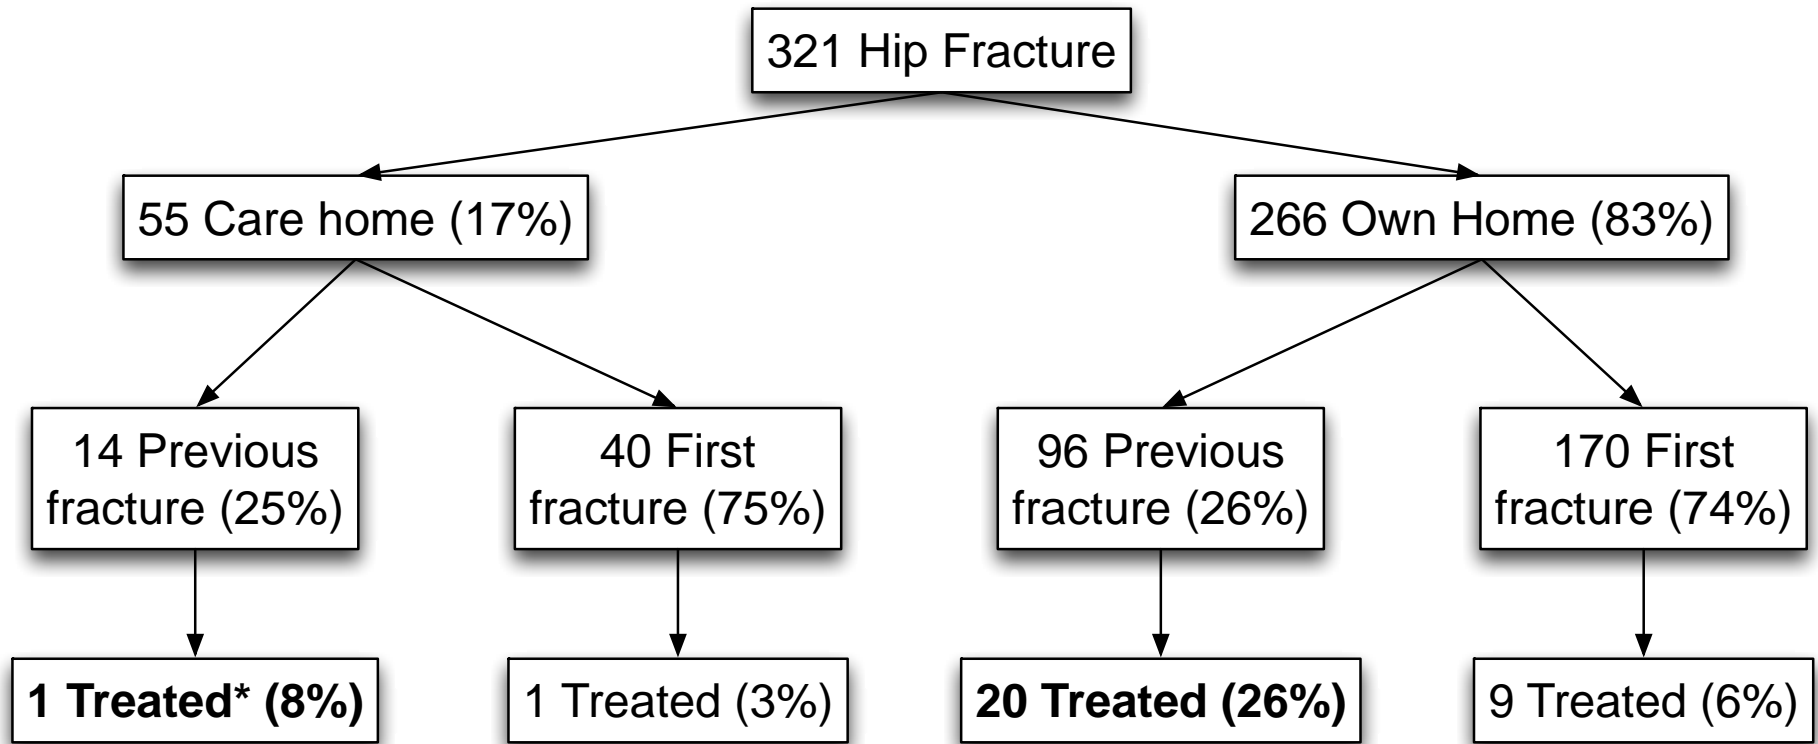 321 Hip Fracture
55 Care home (17%)
266 Own Home (83%)
14 Previous
fracture (25%)
40 First
fracture (75%)
96 Previous
fracture (26%)
170 First
fracture (74%)
1 Treated* (8%)
1 Treated (3%)
20 Treated (26%)
9 Treated (6%)